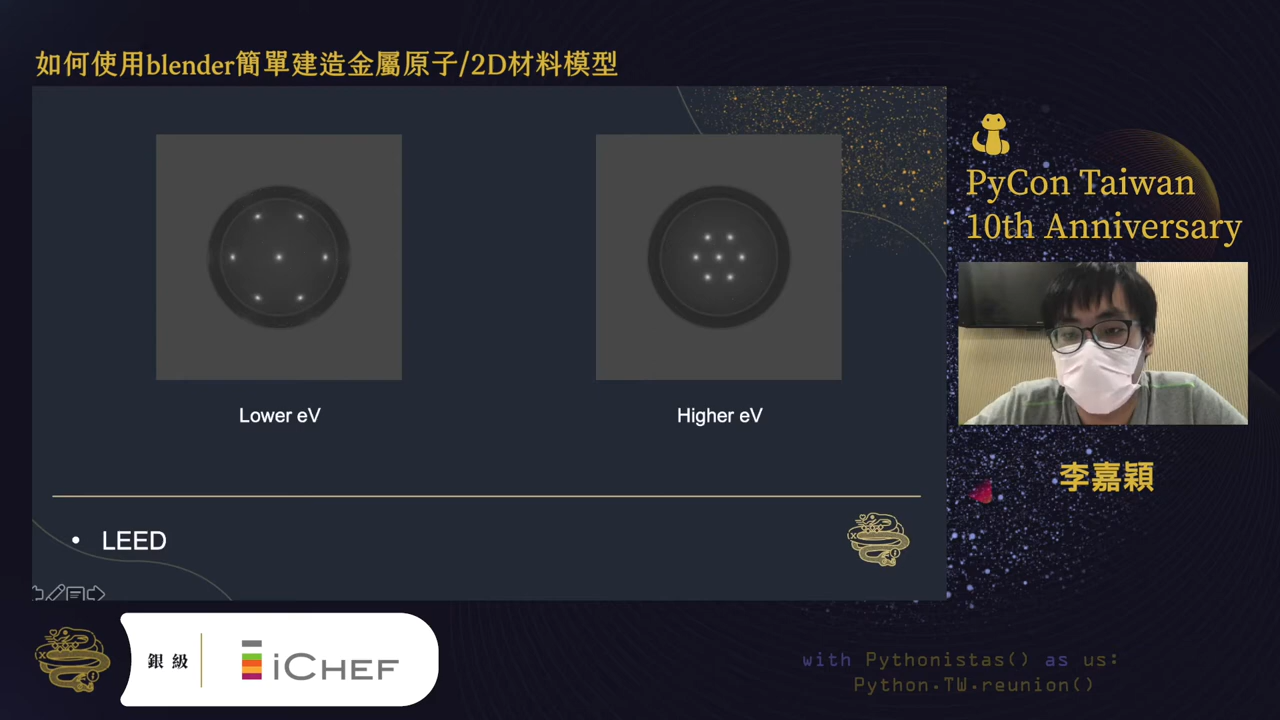 如何使用blender簡單建造金屬原子/2D材料模型
Lower eV
Higher eV
• LEED
PyCon Taiwan
10th Anniversary
李嘉穎
銀級
iCHEF
with Pythonistas() as us:
Python.TW.reunion()